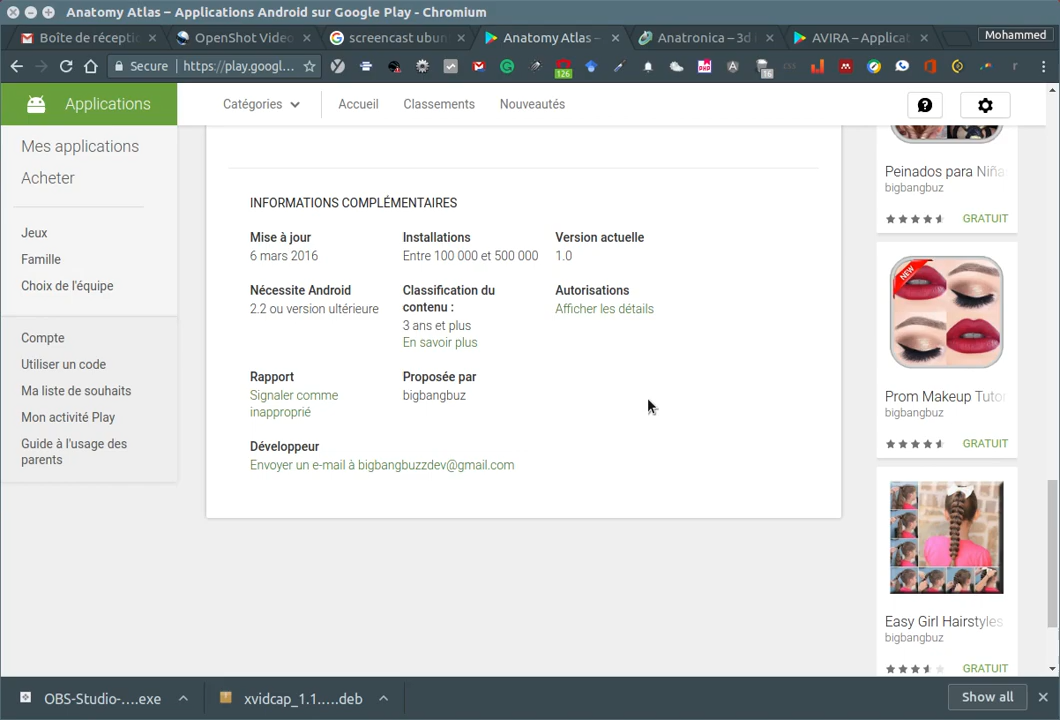 Anatomy Atlas – Applications Android sur Google Play - Chromium
Boîte de récepti
OpenShot Video
screencast ubun
Anatomy Atlas –
Anatronica – 3d
AVIRA – Applicat
Mohammed
Secure
https://play.googl...
126
16
Applications
Catégories
Accueil
Classements
Nouveautés
Mes applications
Acheter
Jeux
Famille
Choix de l'équipe
Compte
Utiliser un code
Ma liste de souhaits
Mon activité Play
Guide à l'usage des
parents
INFORMATIONS COMPLÉMENTAIRES
Mise à jour
6 mars 2016
Installations
Entre 100 000 et 500 000
Version actuelle
1.0
Nécessite Android
2.2 ou version ultérieure
Classification du
contenu :
3 ans et plus
En savoir plus
Autorisations
Afficher les détails
Rapport
Signaler comme
inapproprié
Proposée par
bigbangbuz
Développeur
Envoyer un e-mail à bigbangbuzzdev@gmail.com
Peinados para Niña
bigbangbuz
GRATUIT
NEW
Prom Makeup Tuto
bigbangbuz
GRATUIT
Easy Girl Hairstyles
bigbangbuz
GRATUIT
OBS-Studio-....exe
xvidcap_1.1.....deb
Show all